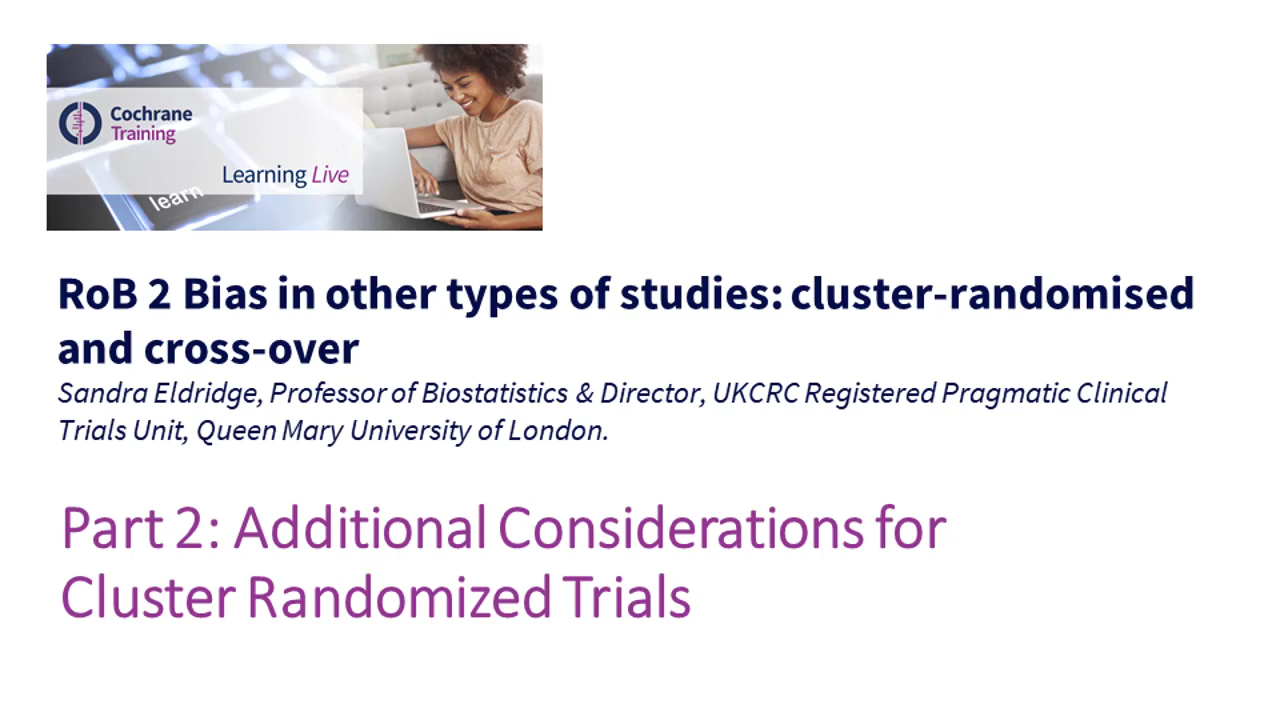 Cochrane
Training
Learning Live
learn
RoB 2 Bias in other types of studies: cluster-randomised
and cross-over
Sandra Eldridge, Professor of Biostatistics & Director, UKCRC Registered Pragmatic Clinical
Trials Unit, Queen Mary University of London.
Part 2: Additional Considerations for
Cluster Randomized Trials